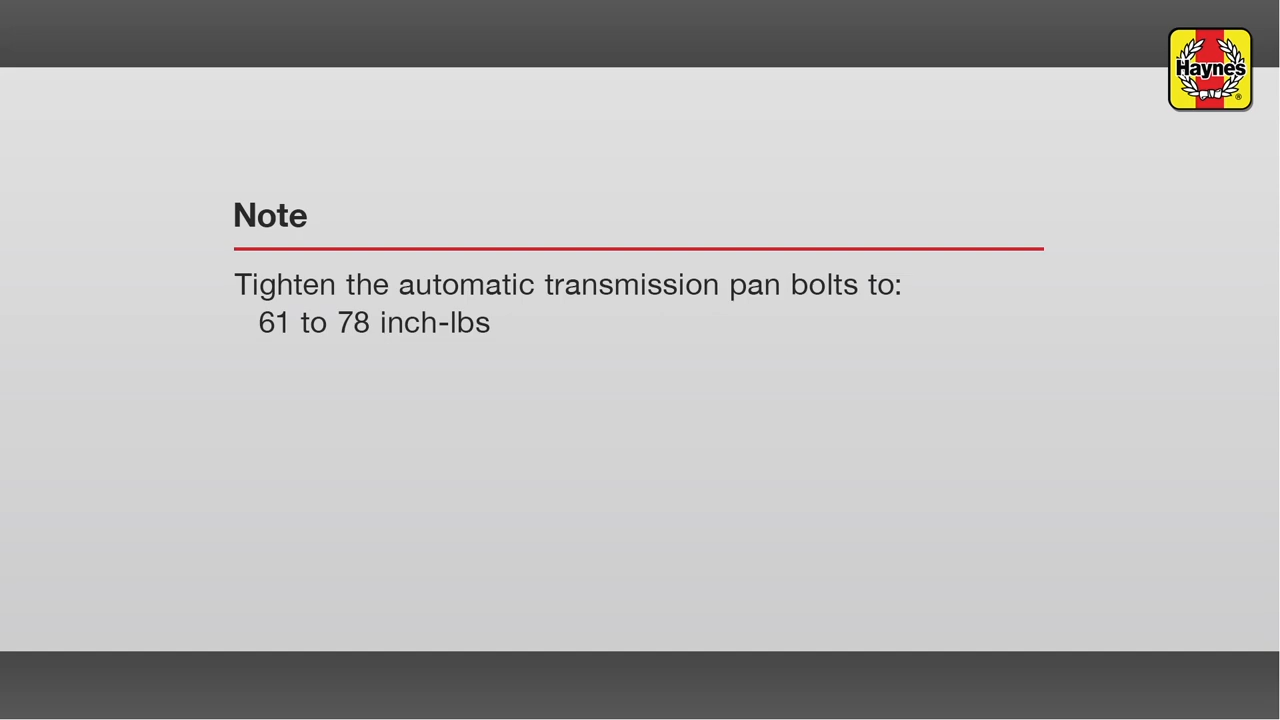 Haynes
®
Note
Tighten the automatic transmission pan bolts to:
61 to 78 inch-lbs